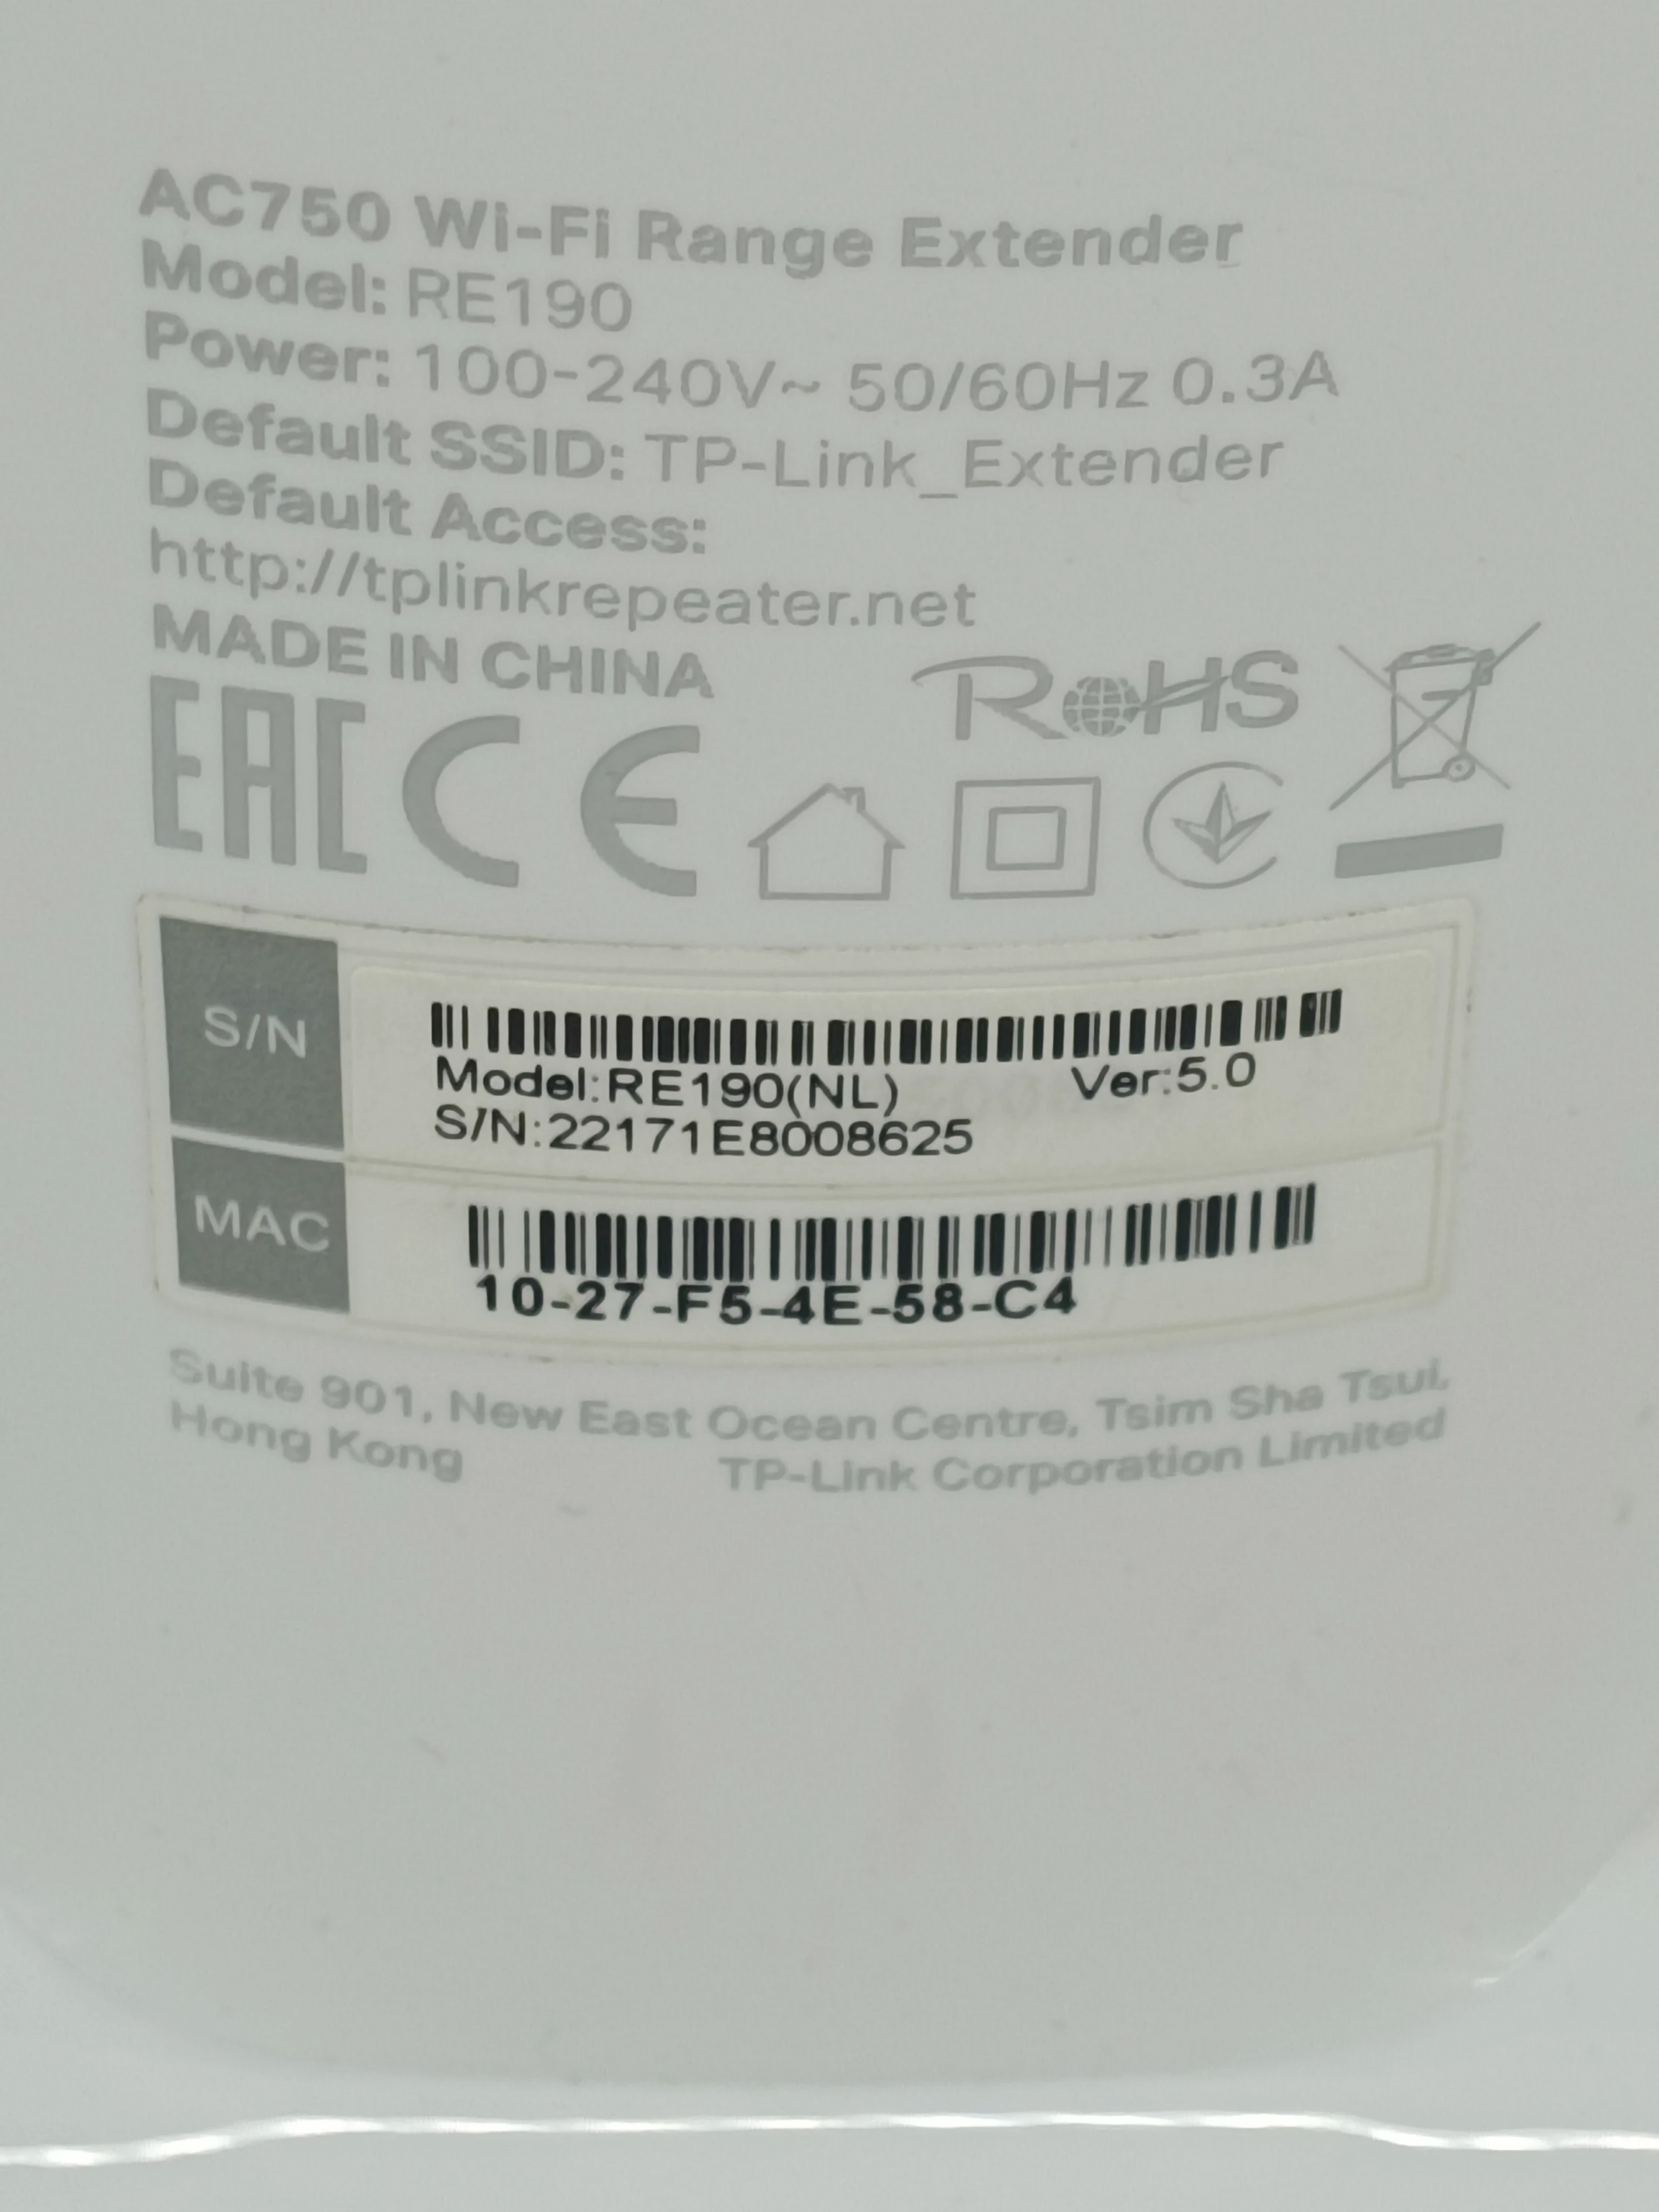 AC750 Wi-Fi Range Extender
Model: RE190
Power: 100-240V~ 50/60Hz 0.3A
Default SSID: TP-Link_Extender
Default Access:
http://tplinkrepeater.net
MADE IN CHINA
RoHS
EAC CE
S/N
Model:RE190(NL) Ver:5.0
S/N:22171E8008625
MAC
10-27-F5-4E-58-C4
Suite 901, New East Ocean Centre, Tsim Sha Tsui,
Hong Kong TP-Link Corporation Limited